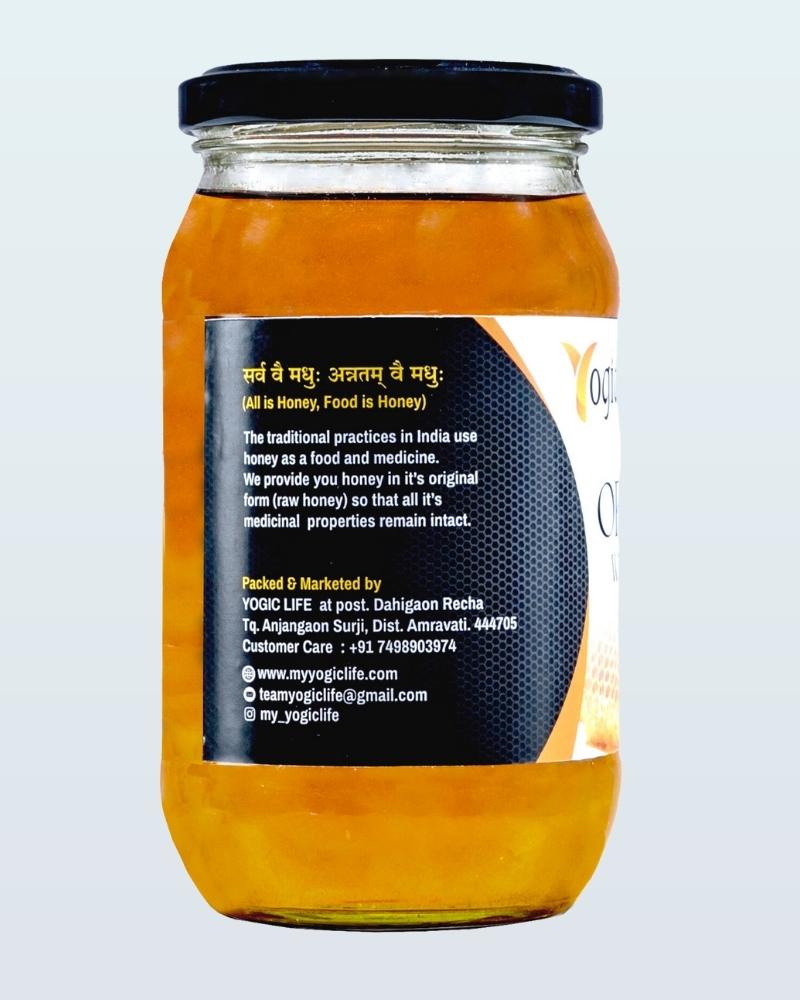 सर्व वै मधुः अन्नतम् वै मधुः
(All is Honey, Food is Honey)
The traditional practices in India use
honey as a food and medicine.
We provide you honey in it's original
form (raw honey) so that all it's
medicinal properties remain intact.
Packed & Marketed by
YOGIC LIFE at post. Dahigaon Recha
Tq. Anjangaon Surji, Dist. Amravati. 444705
Customer Care : +91 7498903974
www.myyogiclife.com
teamyogiclife@gmail.com
my_yogiclife